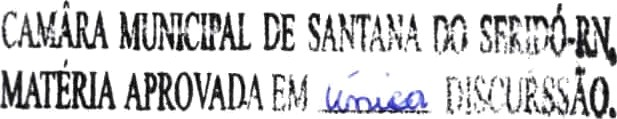 CAMÂRA MUNICIPAL DE SANTANA DO SERIDÓ-RN,
MATÉRIA APROVADA EM única DISCURSSÃO.